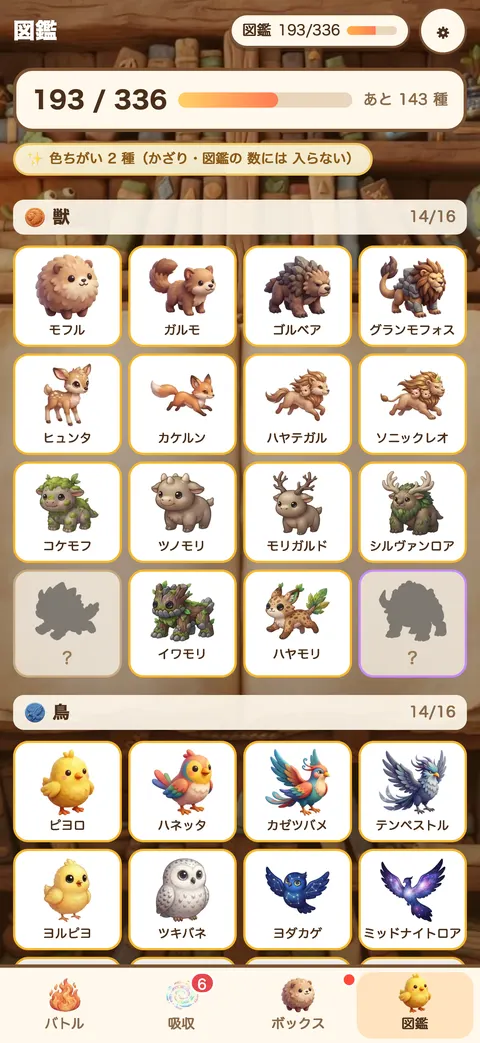 図鑑
図鑑 193/336
193 / 336
あと 143 種
✨ 色ちがい 2 種（かざり・図鑑の 数には 入らない）
獣
14/16
モフル
ガルモ
ゴルベア
グランモフォス
ヒュンタ
カケルン
ハヤテガル
ソニックレオ
コケモフ
ツノモリ
モリガルド
シルヴァンロア
?
イワモリ
ハヤモリ
?
鳥
14/16
ピヨロ
ハネッタ
カゼツバメ
テンペストル
ヨルピヨ
ツキバネ
ヨダカゲ
ミッドナイトロア
6
バトル
吸収
ボックス
図鑑